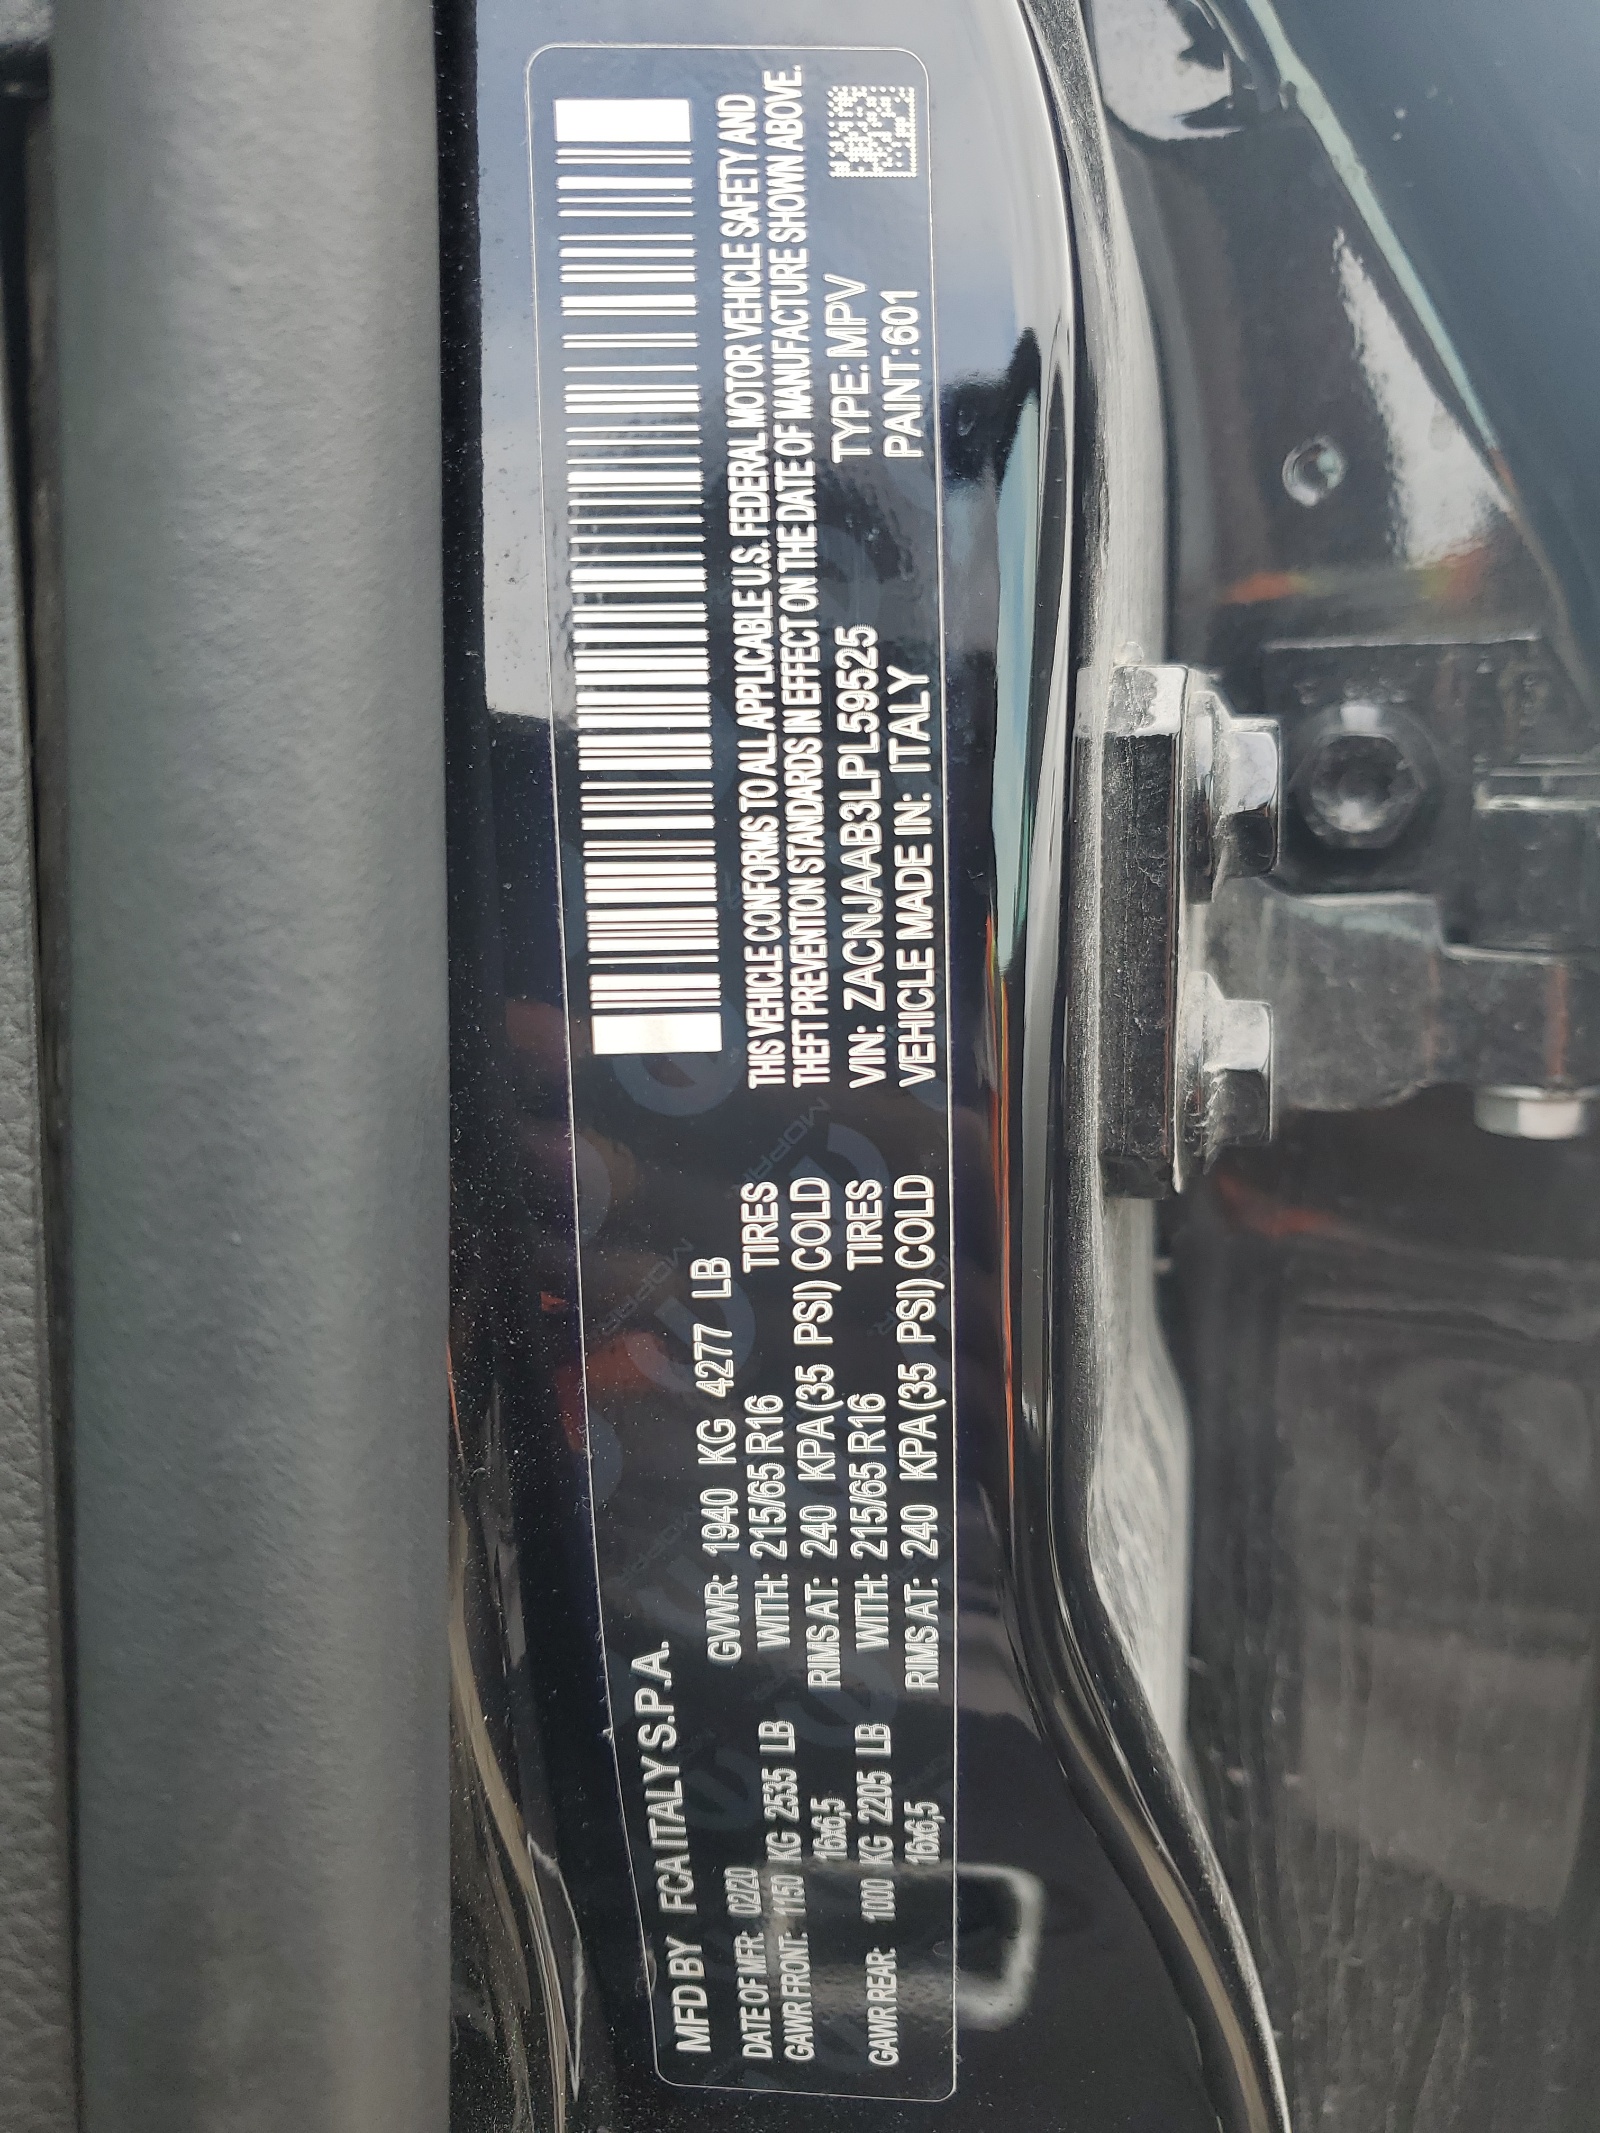 MFD BY FCA ITALY S.P.A.
DATE OF MFR: 02/20 GVWR: 1940 KG 4277 LB
GAWR FRONT: 1150 KG 2535 LB WITH: 215/65 R16 TIRES
16x6,5 RIMS AT: 240 KPA (35 PSI) COLD
GAWR REAR: 1000 KG 2205 LB WITH: 215/65 R16 TIRES
16x6,5 RIMS AT: 240 KPA (35 PSI) COLD
THIS VEHICLE CONFORMS TO ALL APPLICABLE U.S. FEDERAL MOTOR VEHICLE SAFETY AND
THEFT PREVENTION STANDARDS IN EFFECT ON THE DATE OF MANUFACTURE SHOWN ABOVE.
VIN: ZACNJAAB3LPL59525 TYPE: MPV
VEHICLE MADE IN: ITALY PAINT:601
MOPAR
MOPAR
MOPAR